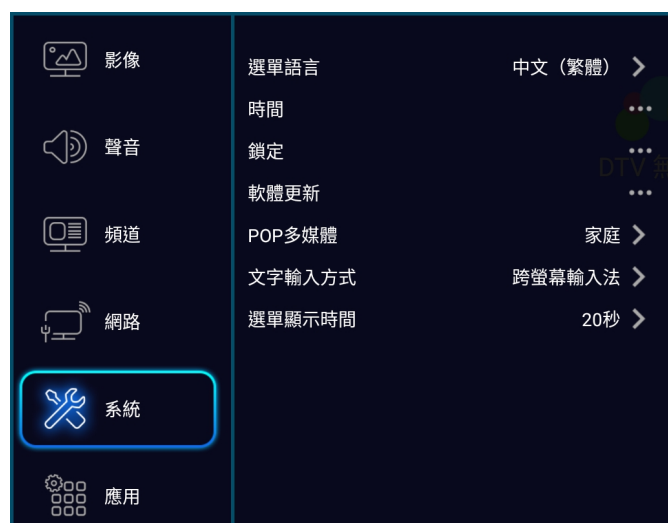 影像
聲音
頻道
網路
系統
應用
選單語言 中文（繁體）
時間
鎖定
軟體更新
POP多媒體 家庭
文字輸入方式 跨螢幕輸入法
選單顯示時間 20秒
DTV 無